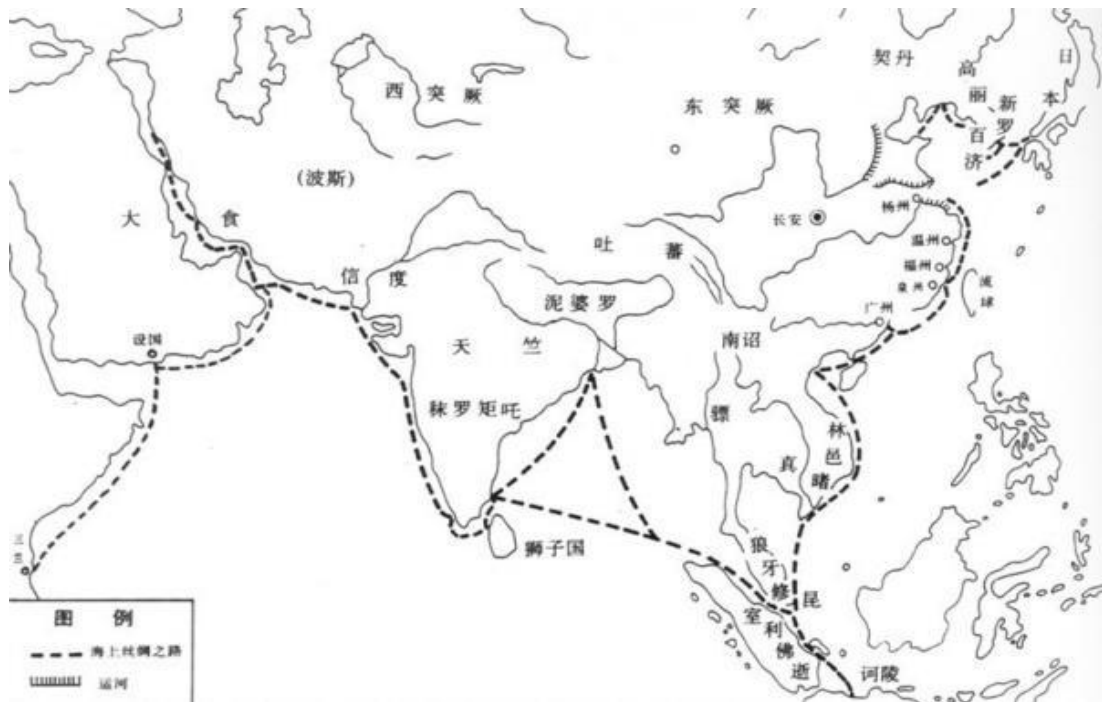 契丹
日本
高丽
新罗
百济
西突厥
东突厥
(波斯)
长安
杨州
大食
吐蕃
温州
信度
福州
泉州
流球
泥婆罗
广州
设国
南诏
天竺
秣罗矩吒
骠
林邑
真
狮子国
狼牙修
昆
三兰
室利佛逝
诃陵
图例
海上丝绸之路
运河